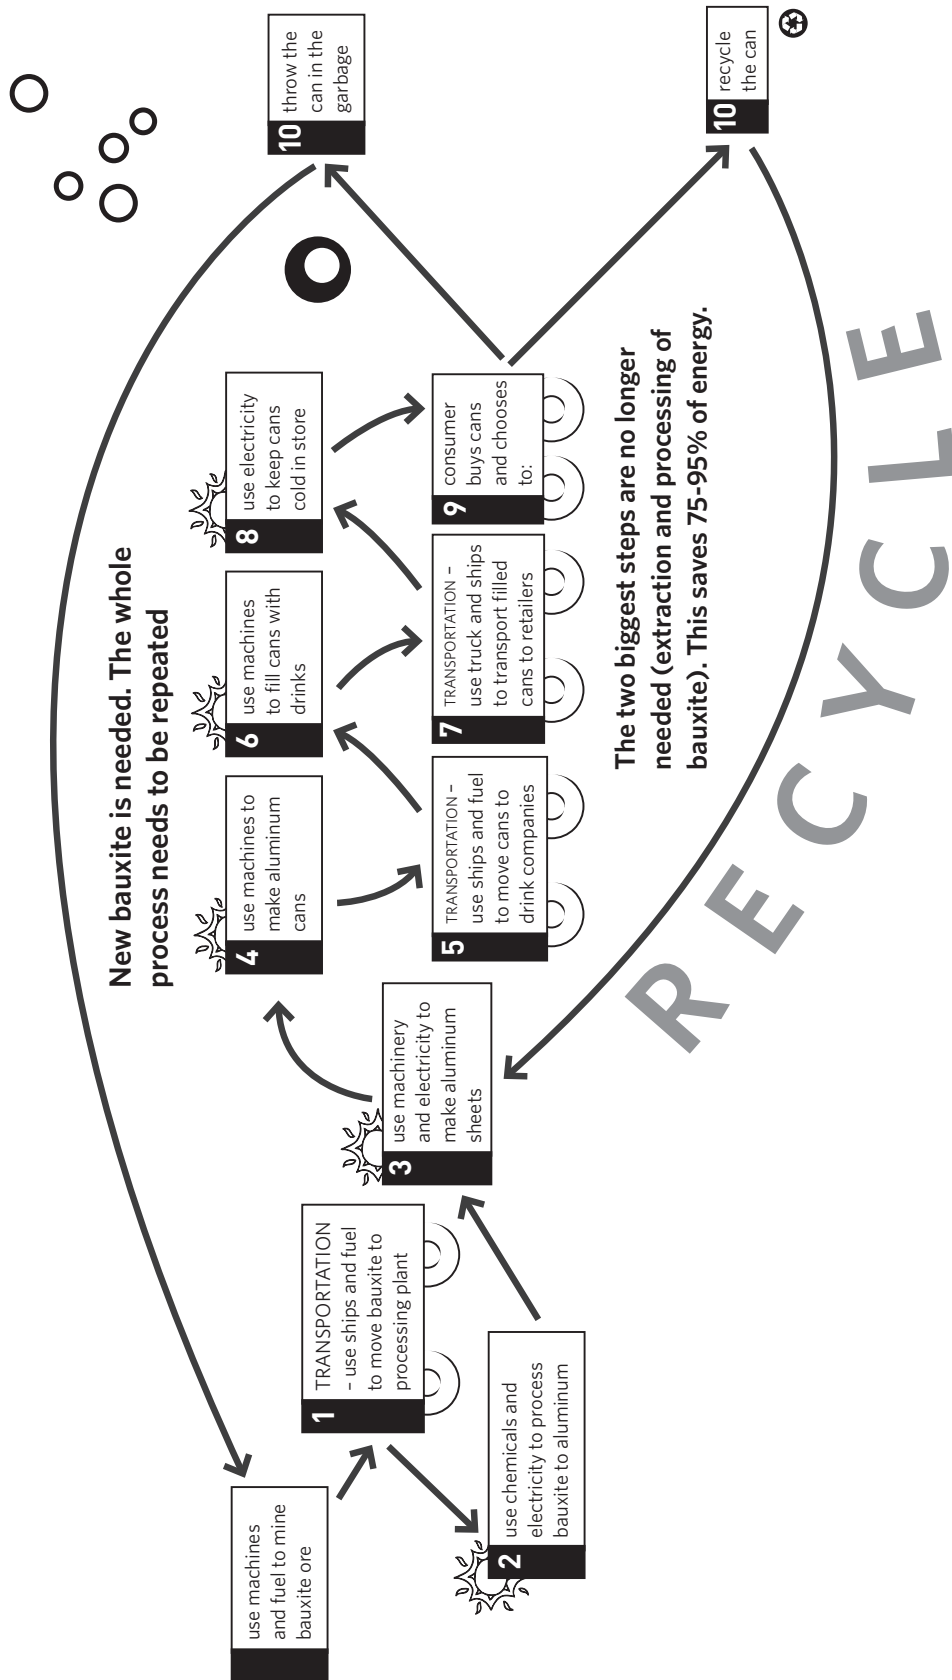 use machines
and fuel to mine
bauxite ore
1
TRANSPORTATION
– use ships and fuel
to move bauxite to
processing plant
2
use chemicals and
electricity to process
bauxite to aluminum
3
use machinery
and electricity to
make aluminum
sheets
New bauxite is needed. The whole
process needs to be repeated
4
use machines to
make aluminum
cans
5
TRANSPORTATION –
use ships and fuel
to move cans to
drink companies
6
use machines
to fill cans with
drinks
7
TRANSPORTATION –
use truck and ships
to transport filled
cans to retailers
8
use electricity
to keep cans
cold in store
9
consumer
buys cans
and chooses
to:
10
throw the
can in the
garbage
10
recycle
the can
The two biggest steps are no longer
needed (extraction and processing of
bauxite). This saves 75-95% of energy.
RECYCLE